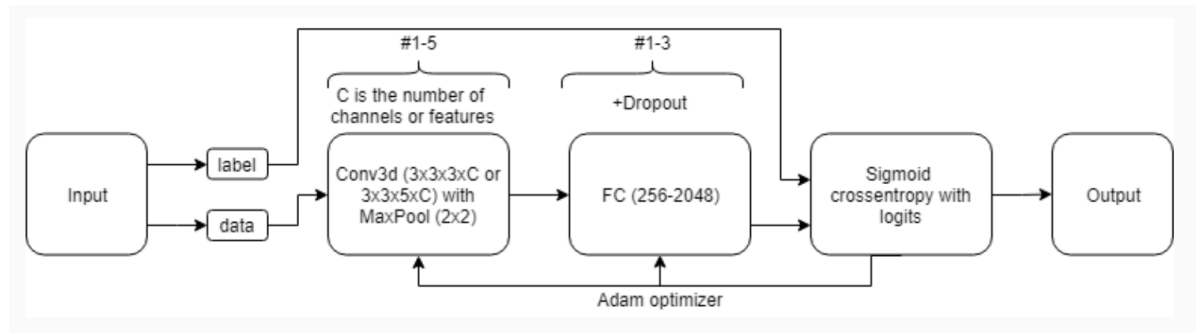 #1-5
#1-3
C is the number of
channels or features
+Dropout
Input
label
data
Conv3d (3x3x3xC or
3x3x5xC) with
MaxPool (2x2)
FC (256-2048)
Sigmoid
crossentropy with
logits
Output
Adam optimizer